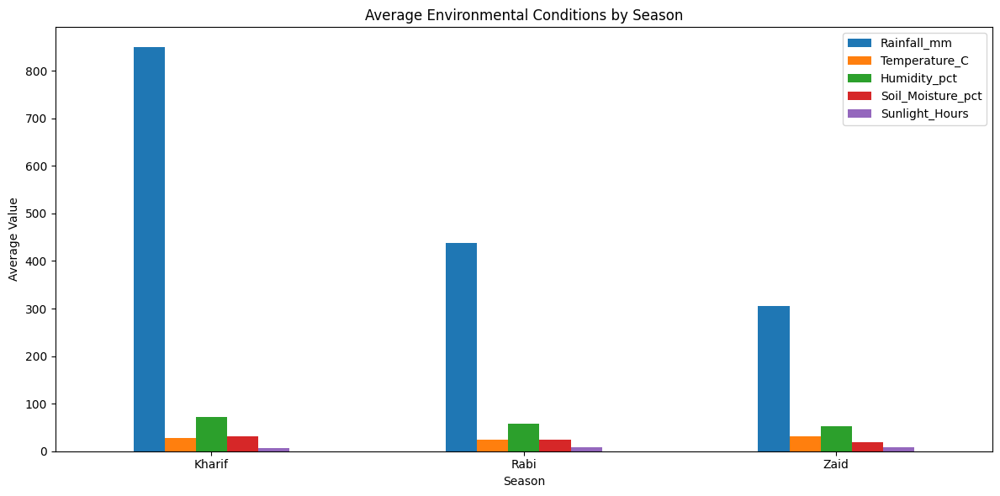 Average Environmental Conditions by Season
Rainfall_mm
Temperature_C
Humidity_pct
Soil_Moisture_pct
Sunlight_Hours
Average Value
800
700
600
500
400
300
200
100
0
Kharif
Rabi
Zaid
Season